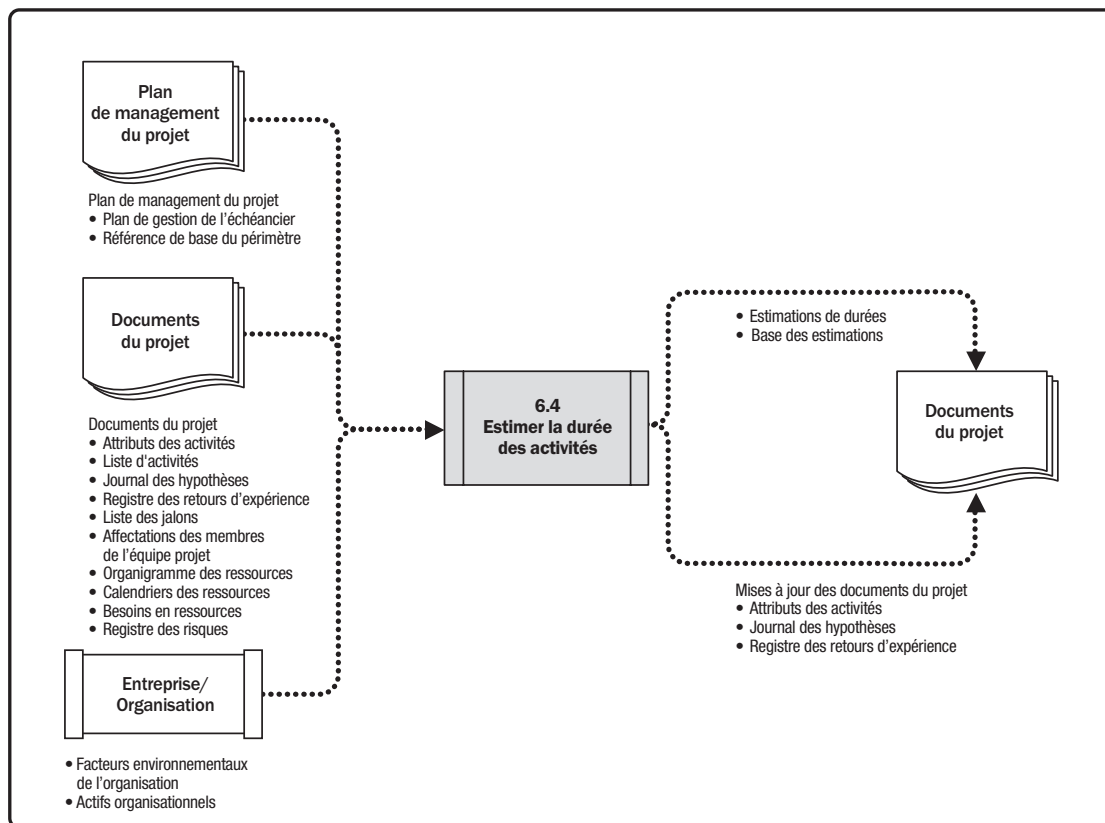 Plan
de management
du projet
Plan de management du projet
• Plan de gestion de l’échéancier
• Référence de base du périmètre
Documents
du projet
Documents du projet
• Attributs des activités
• Liste d'activités
• Journal des hypothèses
• Registre des retours d’expérience
• Liste des jalons
• Affectations des membres
de l’équipe projet
• Organigramme des ressources
• Calendriers des ressources
• Besoins en ressources
• Registre des risques
Entreprise/
Organisation
• Facteurs environnementaux
de l’organisation
• Actifs organisationnels
6.4
Estimer la durée
des activités
• Estimations de durées
• Base des estimations
Documents
du projet
Mises à jour des documents du projet
• Attributs des activités
• Journal des hypothèses
• Registre des retours d’expérience